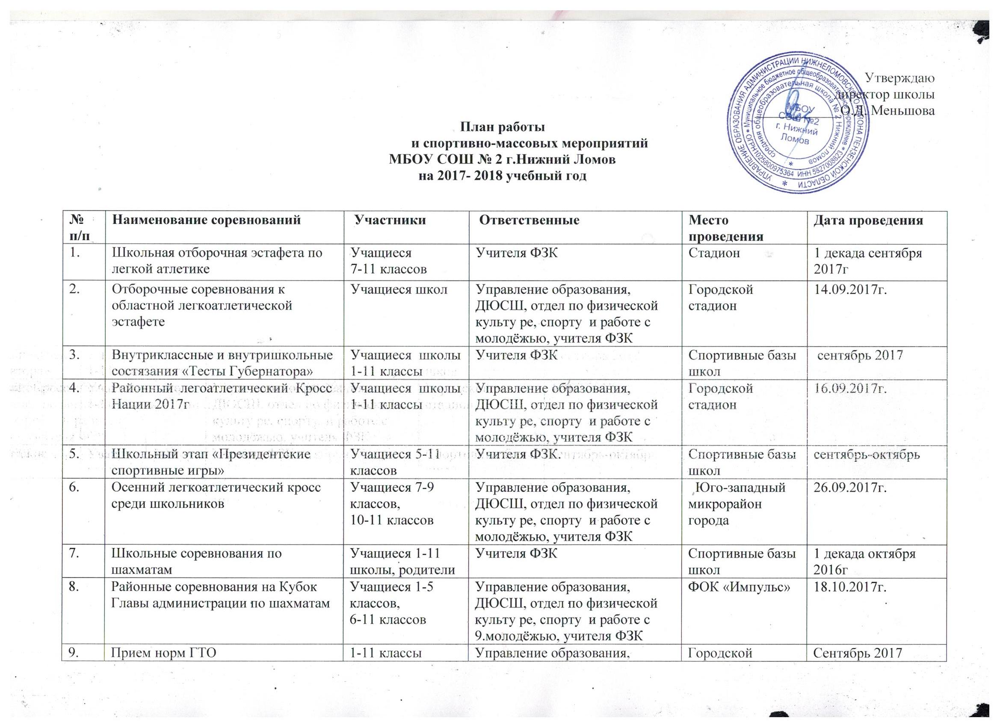 Утверждаю
директор школы
О.Д. Меньшова
УПРАВЛЕНИЕ ОБРАЗОВАНИЯ АДМИНИСТРАЦИИ НИЖНЕЛОМОВСКОГО РАЙОНА ПЕНЗЕНСКОЙ ОБЛАСТИ *
* Муниципальное бюджетное общеобразовательное учреждение * ИНН 5827008823 ОГРН1025800975364
средняя общеобразовательная школа № 2 г. Нижний Ломов *
МБОУ
СОШ №2
г. Нижний
Ломов
План работы
и спортивно-массовых мероприятий
МБОУ СОШ № 2 г.Нижний Ломов
на 2017- 2018 учебный год
№ Наименование соревнований Участники Ответственные Место Дата проведения
п/п проведения
1. Школьная отборочная эстафета по Учащиеся Учителя ФЗК Стадион 1 декада сентября
легкой атлетике 7-11 классов 2017г
2. Отборочные соревнования к Учащиеся школ Управление образования, Городской 14.09.2017г.
областной легкоатлетической ДЮСШ, отдел по физической стадион
эстафете культу ре, спорту и работе с
молодёжью, учителя ФЗК
3. Внутриклассные и внутришкольные Учащиеся школы Учителя ФЗК Спортивные базы сентябрь 2017
состязания «Тесты Губернатора» 1-11 классы школ
4. Районный легоатлетический Кросс Учащиеся школы Управление образования, Городской 16.09.2017г.
Нации 2017г 1-11 классы ДЮСШ, отдел по физической стадион
культу ре, спорту и работе с
молодёжью, учителя ФЗК
5. Школьный этап «Президентские Учащиеся 5-11 Учителя ФЗК. Спортивные базы сентябрь-октябрь
спортивные игры» классов школ
6. Осенний легкоатлетический кросс Учащиеся 7-9 Управление образования, Юго-западный 26.09.2017г.
среди школьников классов, ДЮСШ, отдел по физической микрорайон
10-11 классов культу ре, спорту и работе с города
молодёжью, учителя ФЗК
7. Школьные соревнования по Учащиеся 1-11 Учителя ФЗК Спортивные базы 1 декада октября
шахматам школы, родители школ 2016г
8. Районные соревнования на Кубок Учащиеся 1-5 Управление образования, ФОК «Импульс» 18.10.2017г.
Главы администрации по шахматам классов, ДЮСШ, отдел по физической
6-11 классов культу ре, спорту и работе с
9.молодёжью, учителя ФЗК
9. Прием норм ГТО 1-11 классы Управление образования, Городской Сентябрь 2017